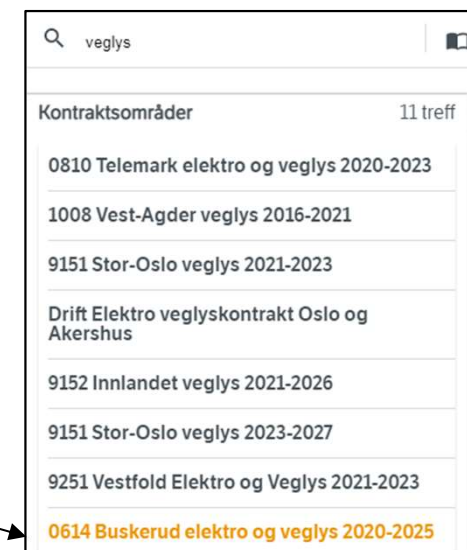 veglys
Kontraktsområder 11 treff
0810 Telemark elektro og veglys 2020-2023
1008 Vest-Agder veglys 2016-2021
9151 Stor-Oslo veglys 2021-2023
Drift Elektro veglyskontrakt Oslo og
Akershus
9152 Innlandet veglys 2021-2026
9151 Stor-Oslo veglys 2023-2027
9251 Vestfold Elektro og Veglys 2021-2023
0614 Buskerud elektro og veglys 2020-2025